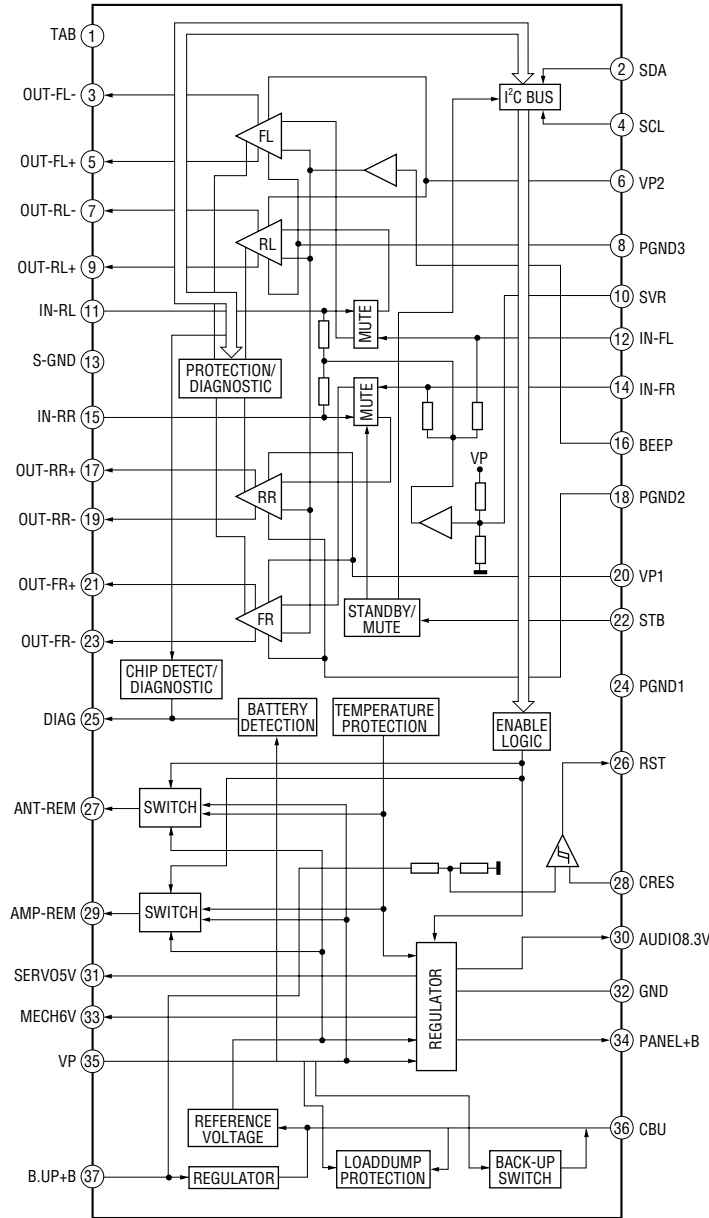 TAB 1
2 SDA
OUT-FL- 3
I²C BUS
4 SCL
FL
OUT-FL+ 5
6 VP2
OUT-RL- 7
RL
8 PGND3
OUT-RL+ 9
10 SVR
IN-RL 11
MUTE
12 IN-FL
S-GND 13
PROTECTION/
DIAGNOSTIC
MUTE
14 IN-FR
IN-RR 15
16 BEEP
VP
OUT-RR+ 17
RR
18 PGND2
OUT-RR- 19
20 VP1
OUT-FR+ 21
FR
STANDBY/
MUTE
22 STB
OUT-FR- 23
CHIP DETECT/
DIAGNOSTIC
24 PGND1
BATTERY
DETECTION
TEMPERATURE
PROTECTION
DIAG 25
ENABLE
LOGIC
26 RST
ANT-REM 27
SWITCH
28 CRES
AMP-REM 29
SWITCH
30 AUDIO8.3V
SERVO5V 31
REGULATOR
32 GND
MECH6V 33
34 PANEL+B
VP 35
REFERENCE
VOLTAGE
36 CBU
B.UP+B 37
REGULATOR
LOADDUMP
PROTECTION
BACK-UP
SWITCH